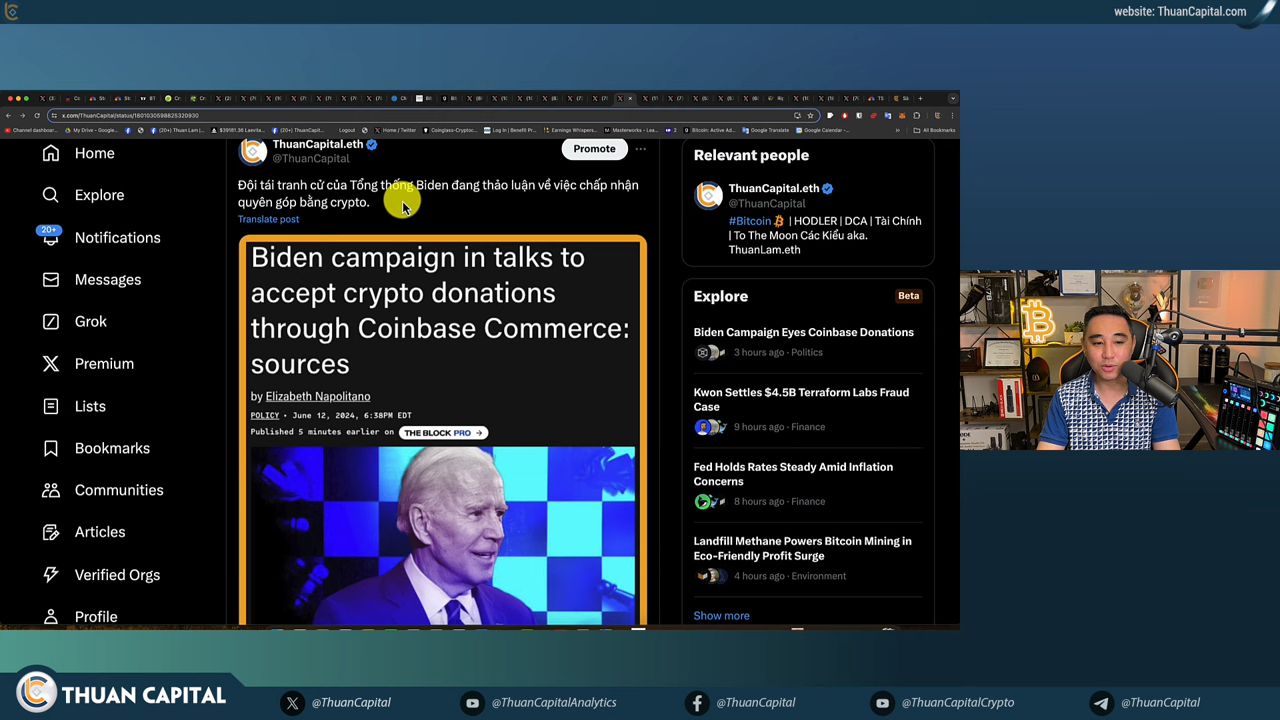 website: ThuanCapital.com
x.com/ThuanCapital/status/1801030598825320930
All Bookmarks
Home
Explore
20+
Notifications
Messages
Grok
Premium
Lists
Bookmarks
Communities
Articles
Verified Orgs
Profile
ThuanCapital.eth
@ThuanCapital
Promote
Đội tái tranh cử của Tổng thống Biden đang thảo luận về việc chấp nhận
quyên góp bằng crypto.
Translate post
Biden campaign in talks to
accept crypto donations
through Coinbase Commerce:
sources
by Elizabeth Napolitano
POLICY • June 12, 2024, 6:38PM EDT
Published 5 minutes earlier on THE BLOCK PRO →
Relevant people
ThuanCapital.eth
@ThuanCapital
#Bitcoin | HODLER | DCA | Tài Chính
| To The Moon Các Kiểu aka.
ThuanLam.eth
Explore
Beta
Biden Campaign Eyes Coinbase Donations
3 hours ago · Politics
Kwon Settles $4.5B Terraform Labs Fraud
Case
9 hours ago · Finance
Fed Holds Rates Steady Amid Inflation
Concerns
8 hours ago · Finance
Landfill Methane Powers Bitcoin Mining in
Eco-Friendly Profit Surge
4 hours ago · Environment
Show more
THUAN CAPITAL
@ThuanCapital
@ThuanCapitalAnalytics
@ThuanCapital
@ThuanCapitalCrypto
@ThuanCapital